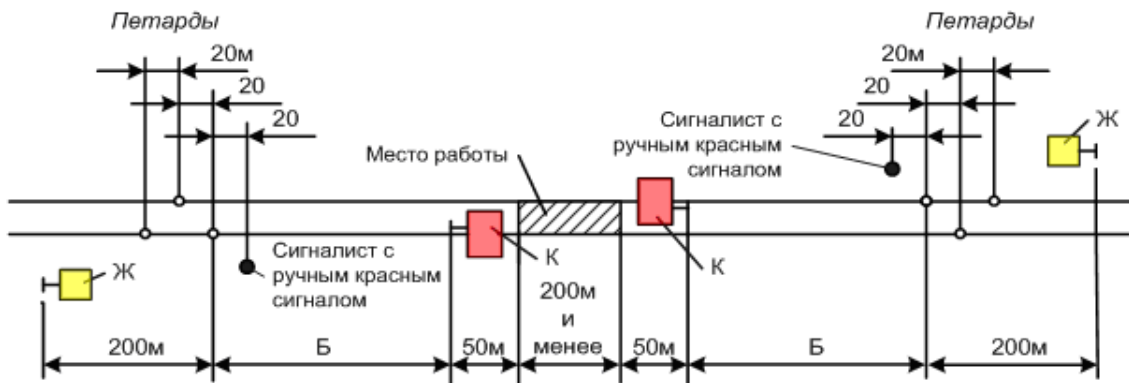 Петарды
Петарды
20м
20м
20
20
20
20
Сигналист с
ручным красным
сигналом
Ж
Место работы
Сигналист с
ручным красным
сигналом
К
К
Ж
200м
и
менее
200м
Б
50м
50м
Б
200м